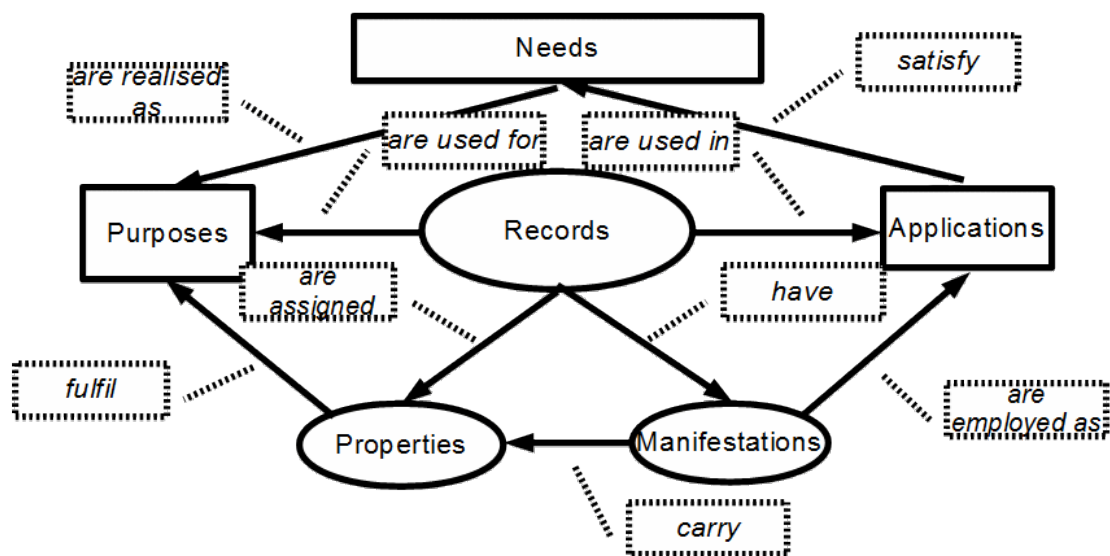 Needs
are realised
as
satisfy
are used for
are used in
Purposes
Records
Applications
are
assigned
have
fulfil
are
employed as
Properties
Manifestations
carry